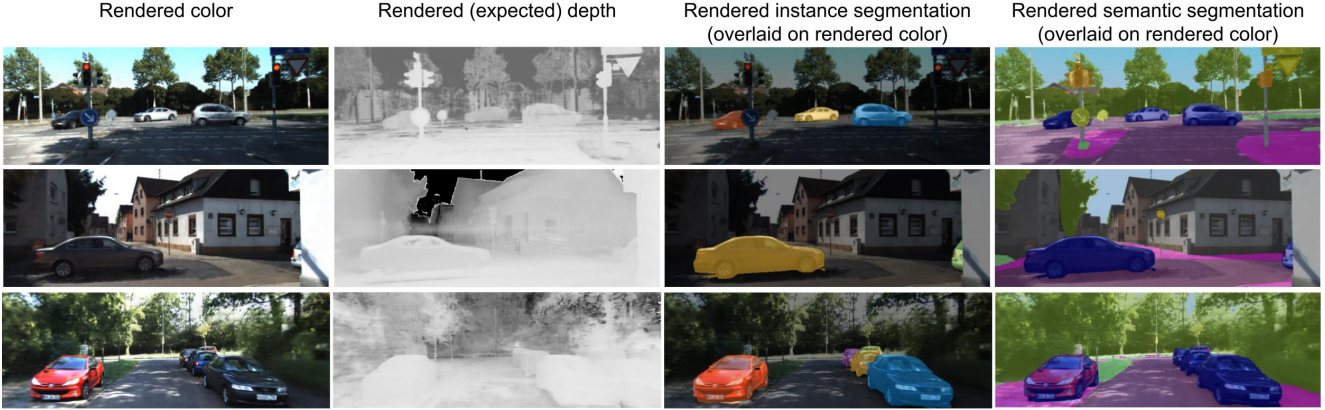 Rendered color
Rendered (expected) depth
Rendered instance segmentation
(overlaid on rendered color)
Rendered semantic segmentation
(overlaid on rendered color)